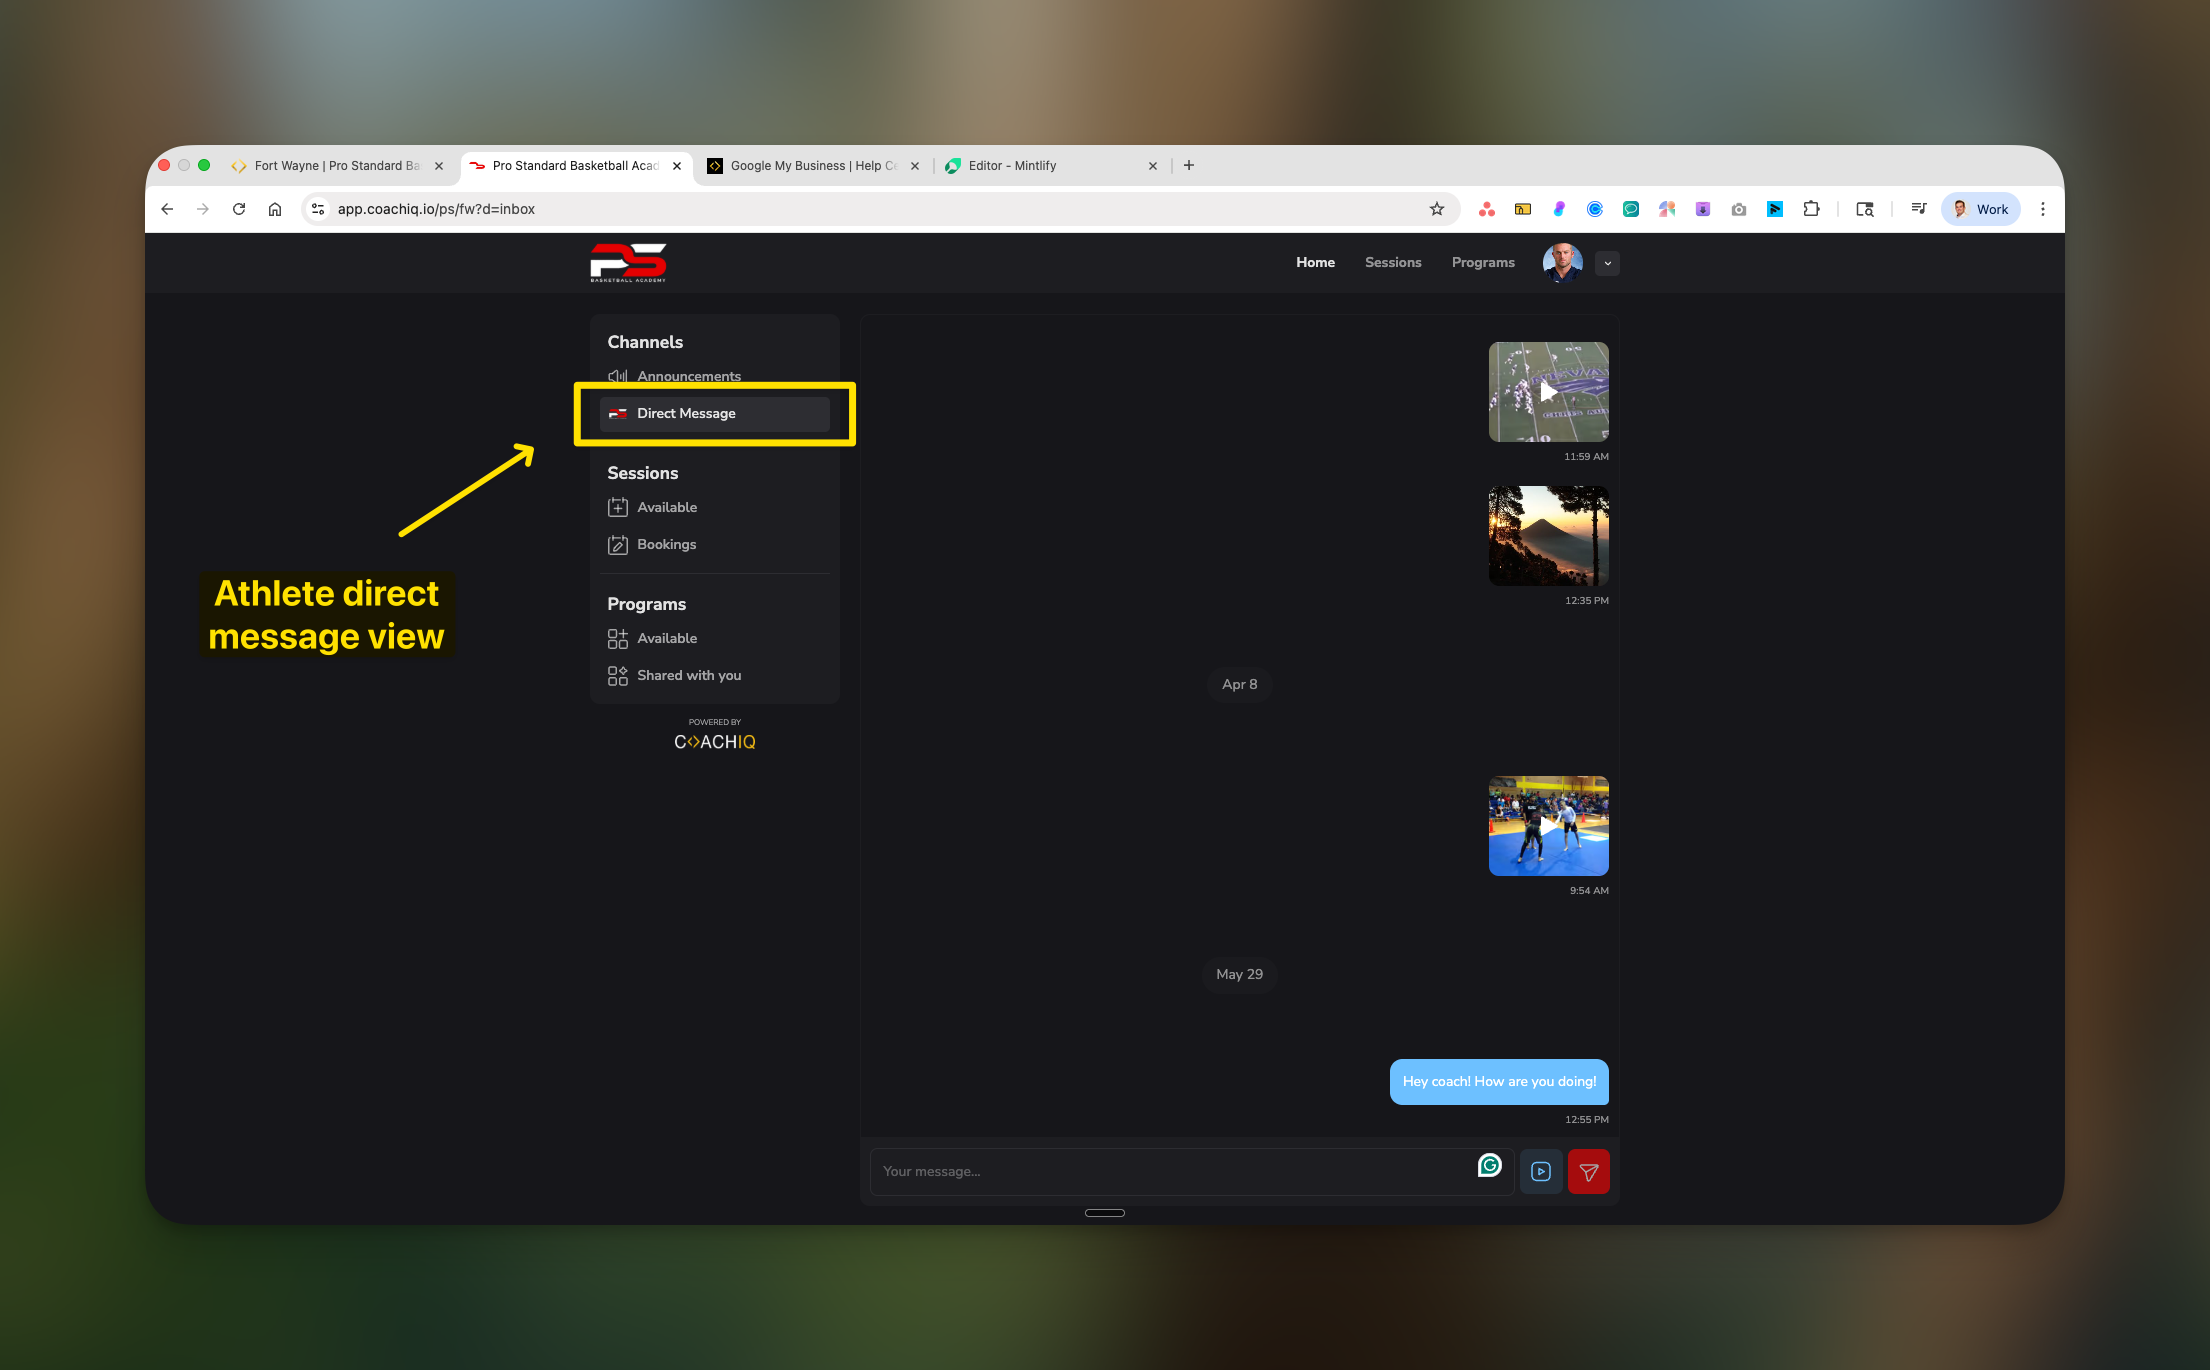 Fort Wayne | Pro Standard Ba
Pro Standard Basketball Acad
Google My Business | Help Ce
Editor - Mintlify
app.coachiq.io/ps/fw?d=inbox
Work
PS
BASKETBALL ACADEMY
Home
Sessions
Programs
Channels
Announcements
Direct Message
Sessions
Available
Bookings
Programs
Available
Shared with you
POWERED BY
COACHIQ
Athlete direct
message view
11:59 AM
12:35 PM
Apr 8
9:54 AM
May 29
Hey coach! How are you doing!
12:55 PM
Your message...